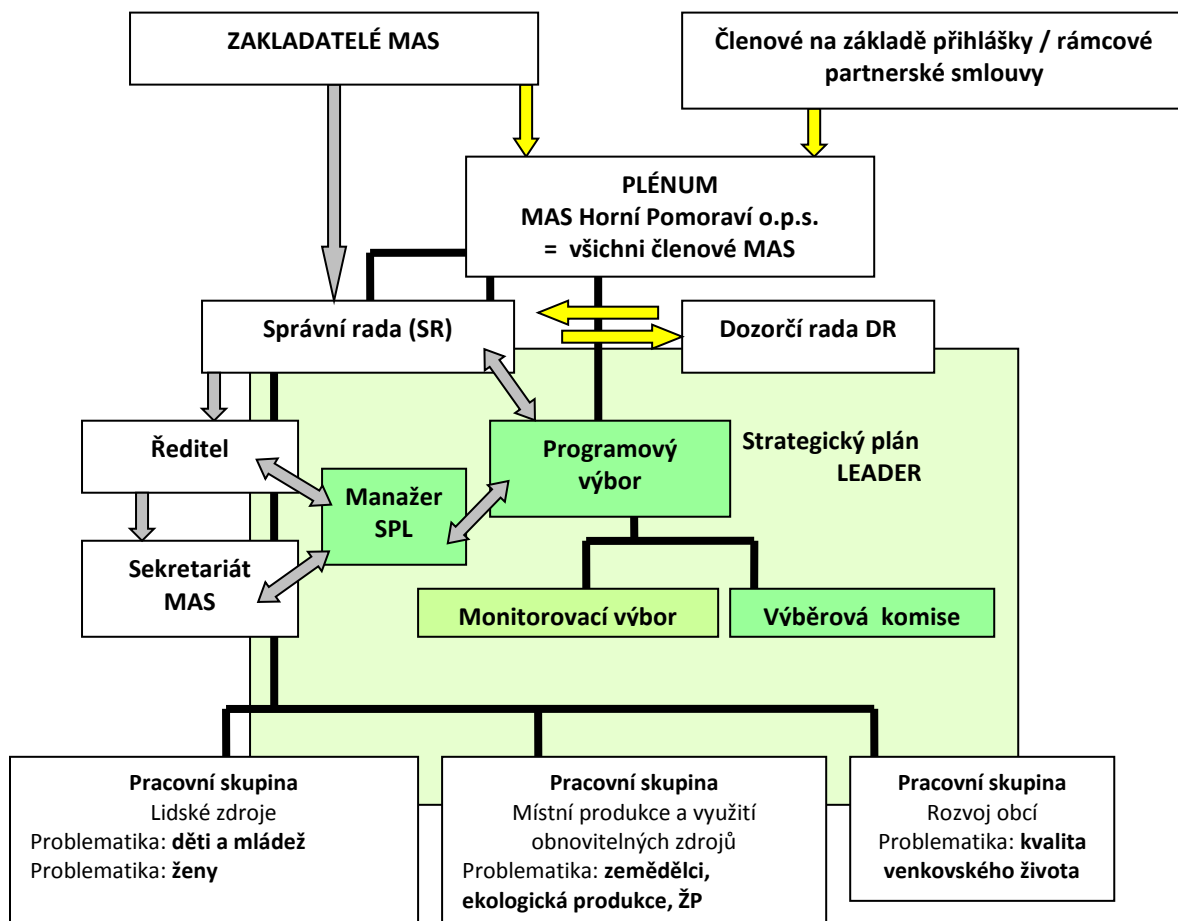 ZAKLADATELÉ MAS
Členové na základě přihlášky / rámcové
partnerské smlouvy
PLÉNUM
MAS Horní Pomoraví o.p.s.
= všichni členové MAS
Správní rada (SR)
Dozorčí rada DR
Ředitel
Programový
výbor
Strategický plán
LEADER
Manažer
SPL
Sekretariát
MAS
Monitorovací výbor
Výběrová komise
Pracovní skupina
Lidské zdroje
Problematika: děti a mládež
Problematika: ženy
Pracovní skupina
Místní produkce a využití
obnovitelných zdrojů
Problematika: zemědělci,
ekologická produkce, ŽP
Pracovní skupina
Rozvoj obcí
Problematika: kvalita
venkovského života